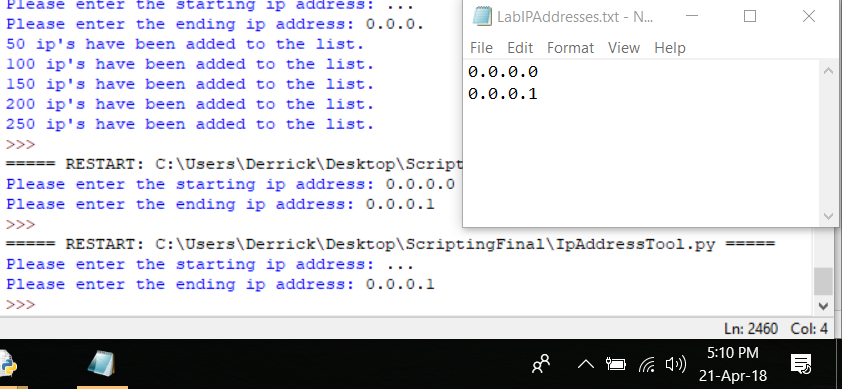 Please enter the starting ip address: ...
Please enter the ending ip address: 0.0.0.
50 ip's have been added to the list.
100 ip's have been added to the list.
150 ip's have been added to the list.
200 ip's have been added to the list.
250 ip's have been added to the list.
>>>
===== RESTART: C:\Users\Derrick\Desktop\Script
Please enter the starting ip address: 0.0.0.0
Please enter the ending ip address: 0.0.0.1
>>>
===== RESTART: C:\Users\Derrick\Desktop\ScriptingFinal\IpAddressTool.py =====
Please enter the starting ip address: ...
Please enter the ending ip address: 0.0.0.1
>>>
LabIPAddresses.txt - N...
File Edit Format View Help
0.0.0.0
0.0.0.1
Ln: 2460 Col: 4
5:10 PM
21-Apr-18